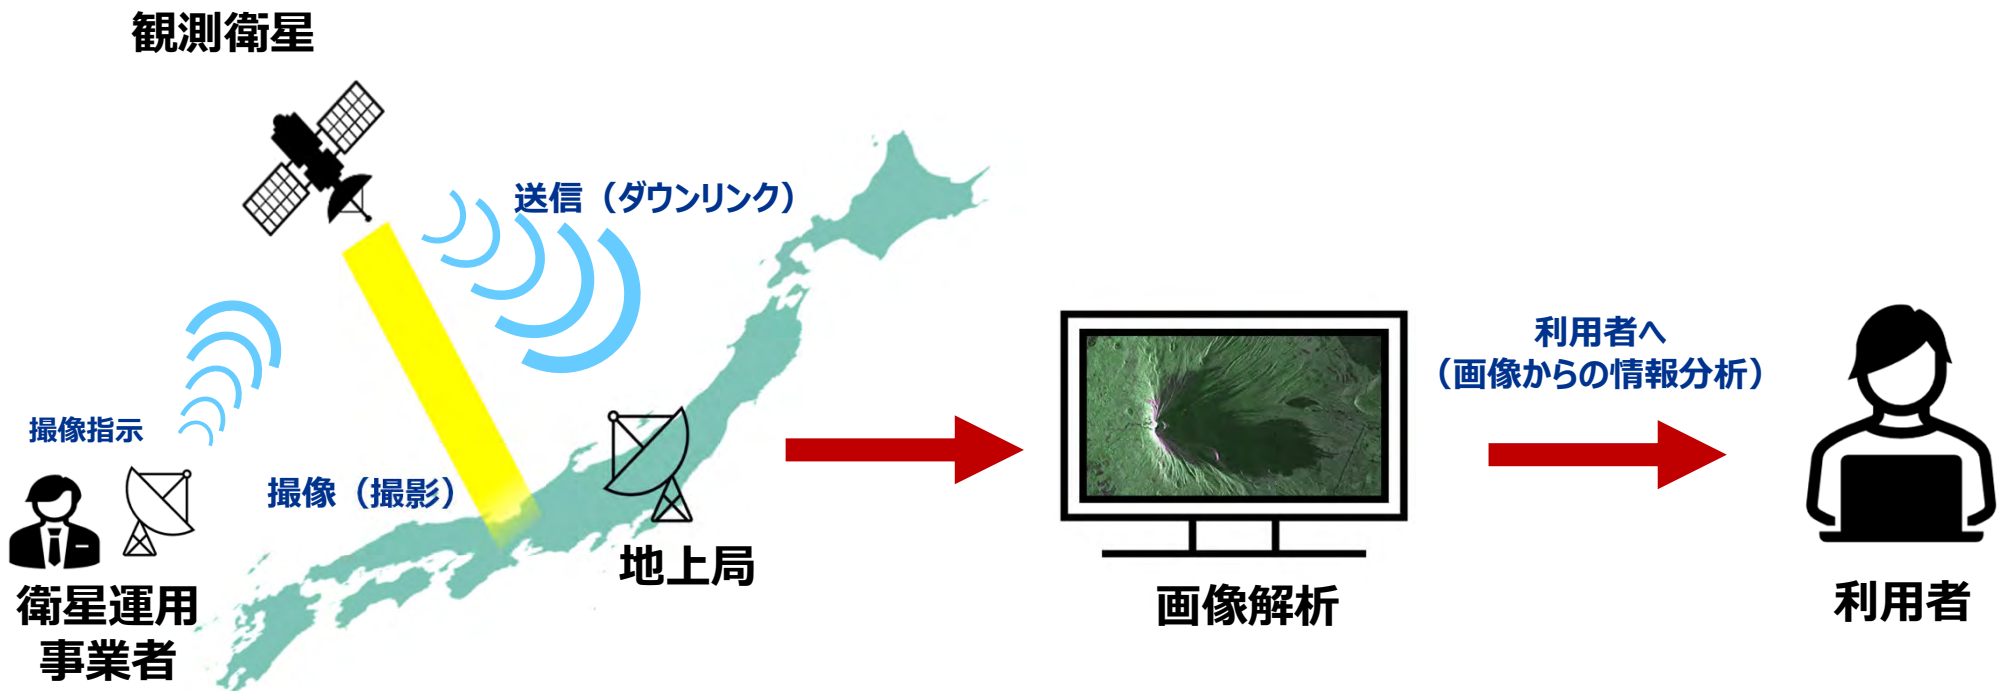 観測衛星
送信（ダウンリンク）
撮像指示
撮像（撮影）
衛星運用
事業者
地上局
画像解析
利用者へ
（画像からの情報分析）
利用者